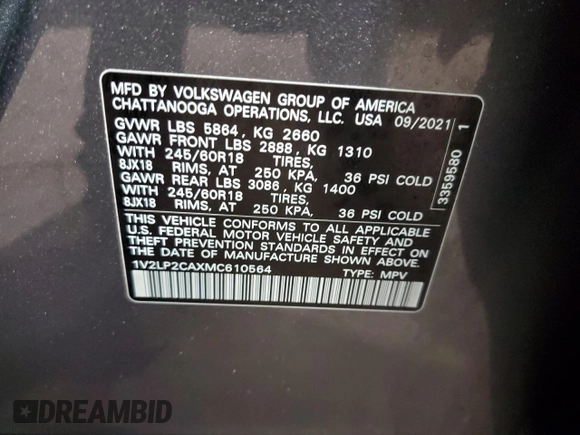 MFD BY VOLKSWAGEN GROUP OF AMERICA
CHATTANOOGA OPERATIONS, LLC. USA 09/2021
GVWR LBS 5864, KG 2660
GAWR FRONT LBS 2888, KG 1310
WITH 245/60R18 TIRES,
8JX18 RIMS, AT 250 KPA, 36 PSI COLD
GAWR REAR LBS 3086, KG 1400
WITH 245/60R18 TIRES,
8JX18 RIMS, AT 250 KPA, 36 PSI COLD
THIS VEHICLE CONFORMS TO ALL APPLICABLE
U.S. FEDERAL MOTOR VEHICLE SAFETY AND
THEFT PREVENTION STANDARDS IN EFFECT ON
THE DATE OF MANUFACTURE SHOWN ABOVE.
1V2LP2CAXMC610564 TYPE: MPV
3359580 1
DREAMBID